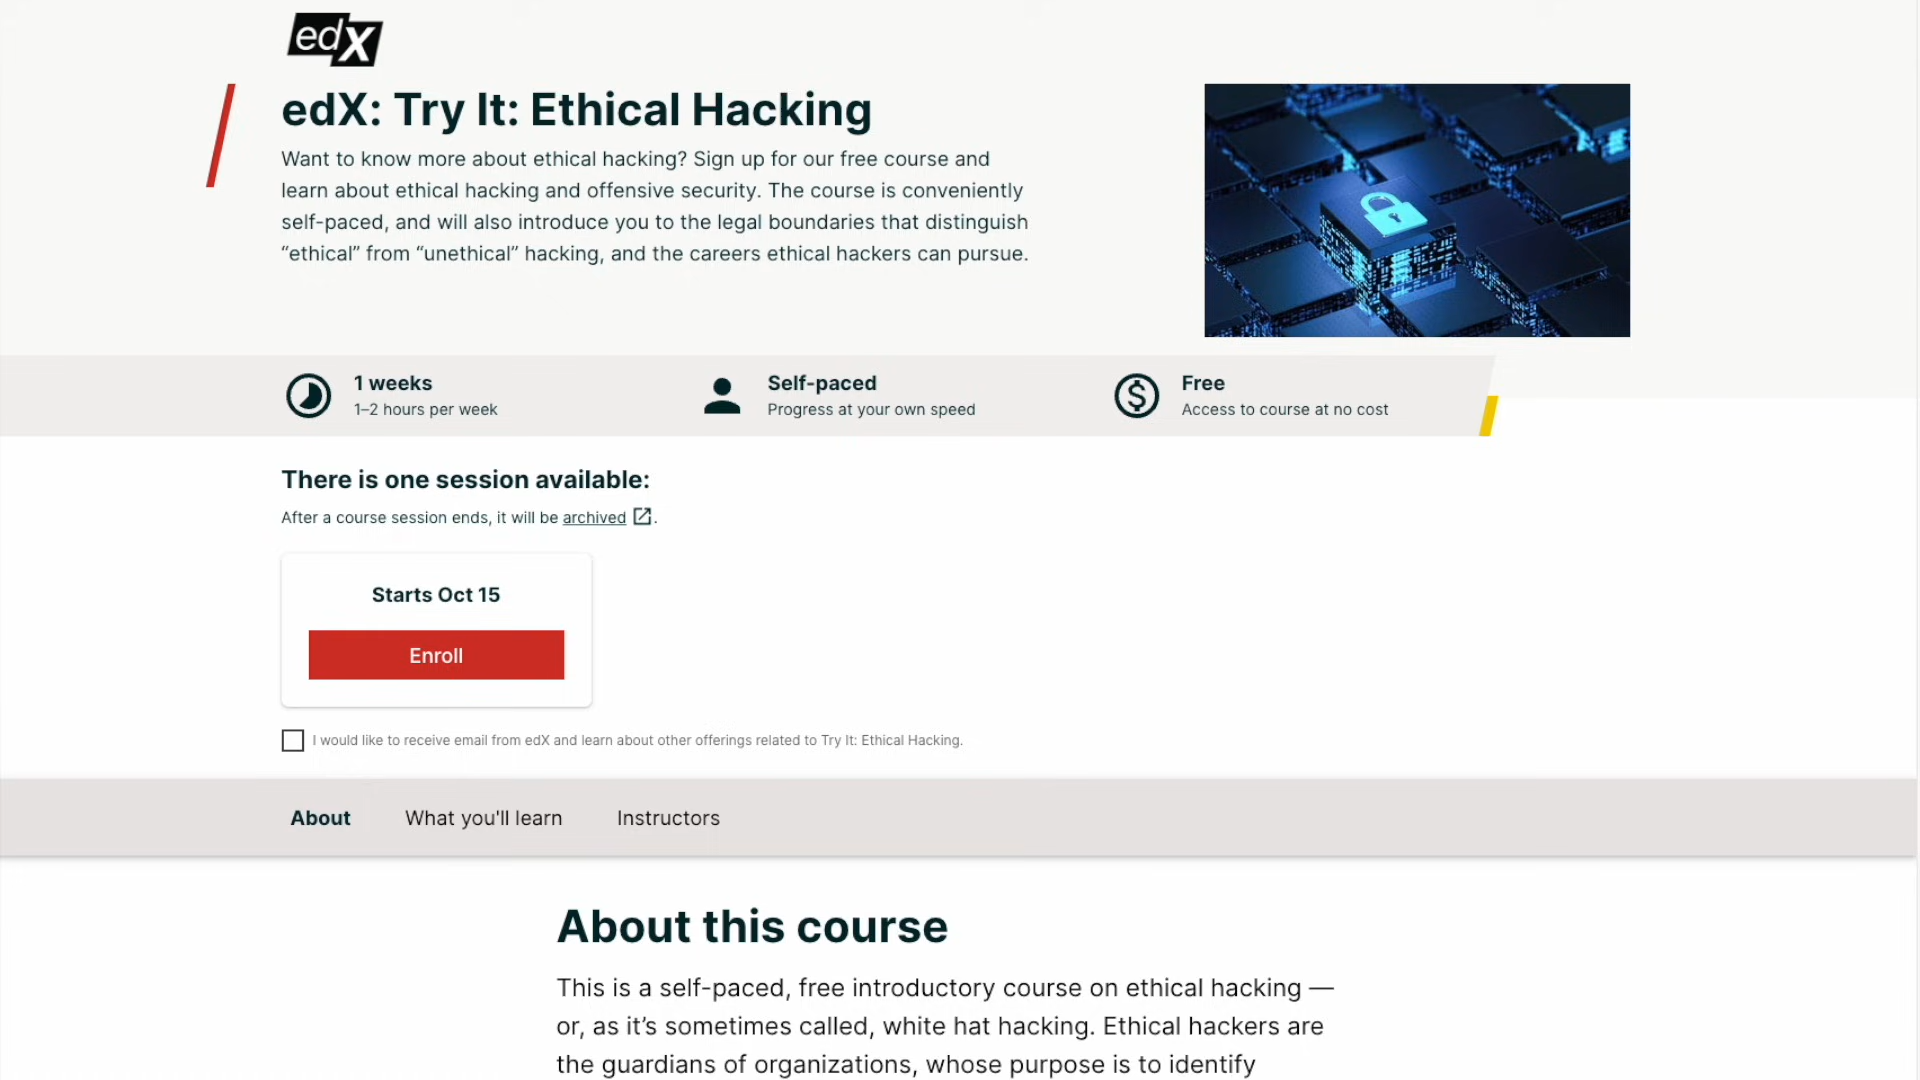 edX
edX: Try It: Ethical Hacking
Want to know more about ethical hacking? Sign up for our free course and
learn about ethical hacking and offensive security. The course is conveniently
self-paced, and will also introduce you to the legal boundaries that distinguish
“ethical” from “unethical” hacking, and the careers ethical hackers can pursue.
1 weeks
1–2 hours per week
Self-paced
Progress at your own speed
Free
Access to course at no cost
There is one session available:
After a course session ends, it will be archived.
Starts Oct 15
Enroll
I would like to receive email from edX and learn about other offerings related to Try It: Ethical Hacking.
About What you'll learn Instructors
About this course
This is a self-paced, free introductory course on ethical hacking —
or, as it’s sometimes called, white hat hacking. Ethical hackers are
the guardians of organizations, whose purpose is to identify